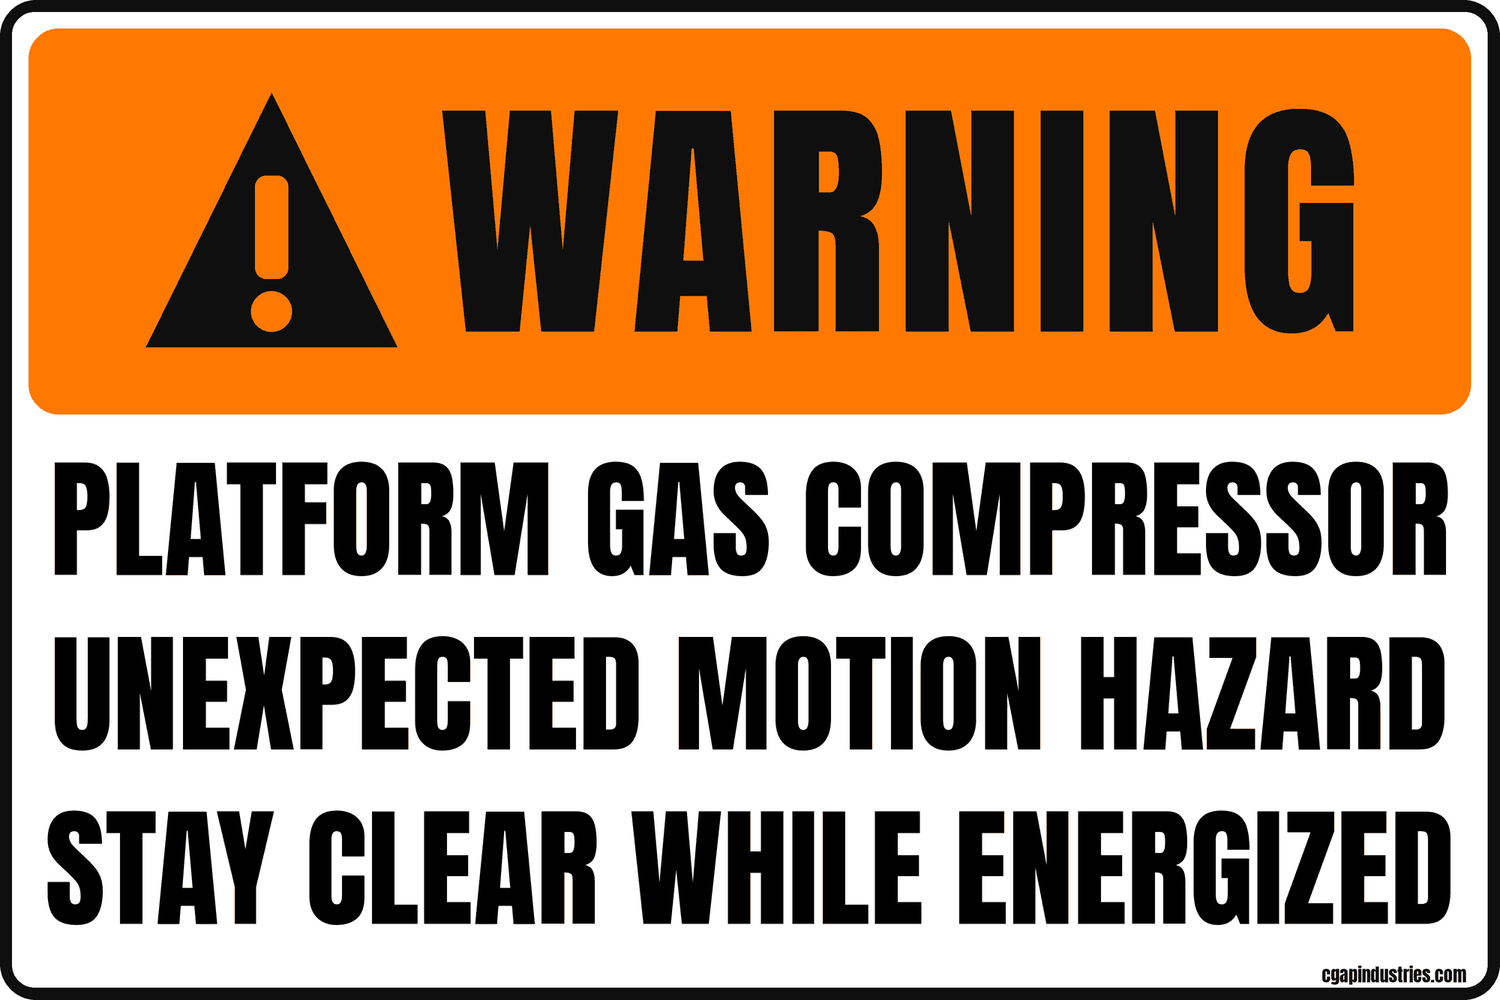 WARNING
PLATFORM GAS COMPRESSOR
UNEXPECTED MOTION HAZARD
STAY CLEAR WHILE ENERGIZED
cgapindustries.com